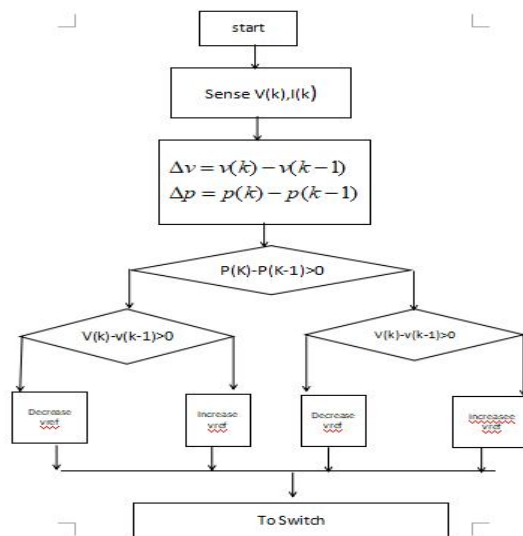 start
Sense V(k),I(k)
Δv = v(k) − v(k−1)
Δp = p(k) − p(k−1)
P(K)-P(K-1)>0
V(k)-v(k-1)>0
V(k)-v(k-1)>0
Decrease
vref
Increasee
vref
Decrease
vref
Increasee
vref
To Switch